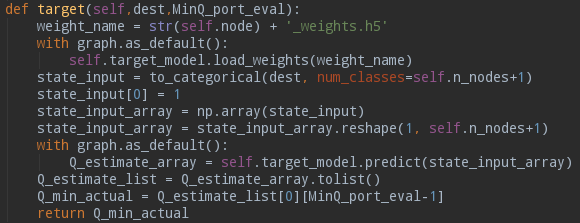 def target(self,dest,MinQ_port_eval):
    weight_name = str(self.node) + '_weights.h5'
    with graph.as_default():
        self.target_model.load_weights(weight_name)
    state_input = to_categorical(dest, num_classes=self.n_nodes+1)
    state_input[0] = 1
    state_input_array = np.array(state_input)
    state_input_array = state_input_array.reshape(1, self.n_nodes+1)
    with graph.as_default():
        Q_estimate_array = self.target_model.predict(state_input_array)
    Q_estimate_list = Q_estimate_array.tolist()
    Q_min_actual = Q_estimate_list[0][MinQ_port_eval-1]
    return Q_min_actual